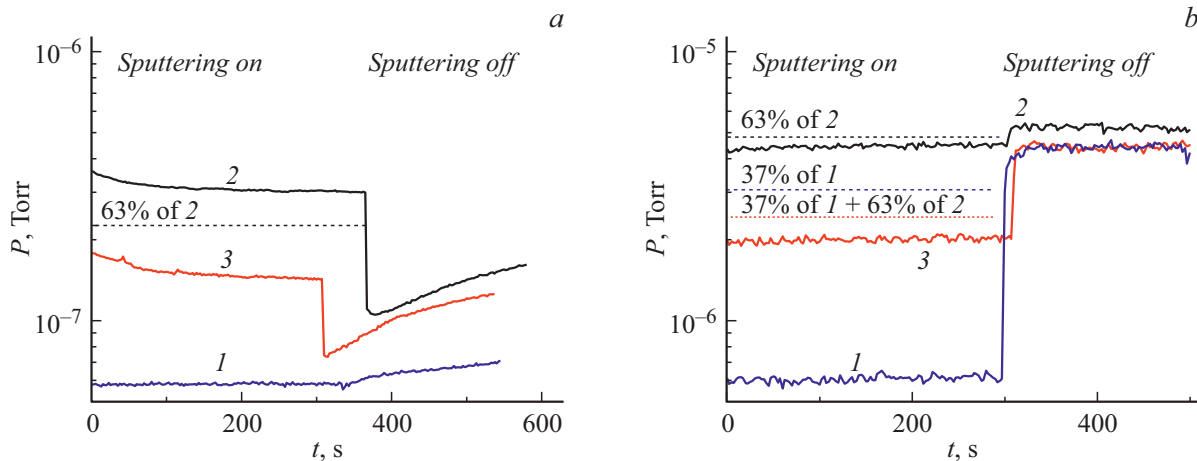 a
10⁻⁶
Sputtering on
Sputtering off
2
63% of 2
3
10⁻⁷
1
P, Torr
0
200
400
600
t, s
b
10⁻⁵
Sputtering on
Sputtering off
2
63% of 2
37% of 1
37% of 1 + 63% of 2
3
10⁻⁶
1
P, Torr
0
200
400
t, s